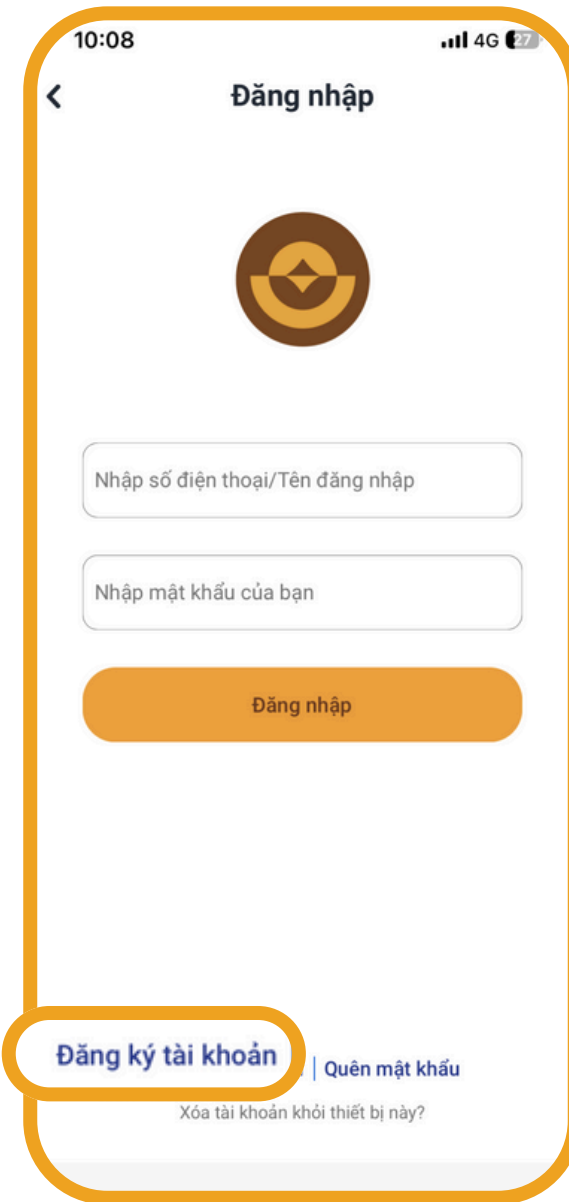 10:08 4G 27
Đăng nhập
Nhập số điện thoại/Tên đăng nhập
Nhập mật khẩu của bạn
Đăng nhập
Đăng ký tài khoản | Quên mật khẩu
Xóa tài khoản khỏi thiết bị này?